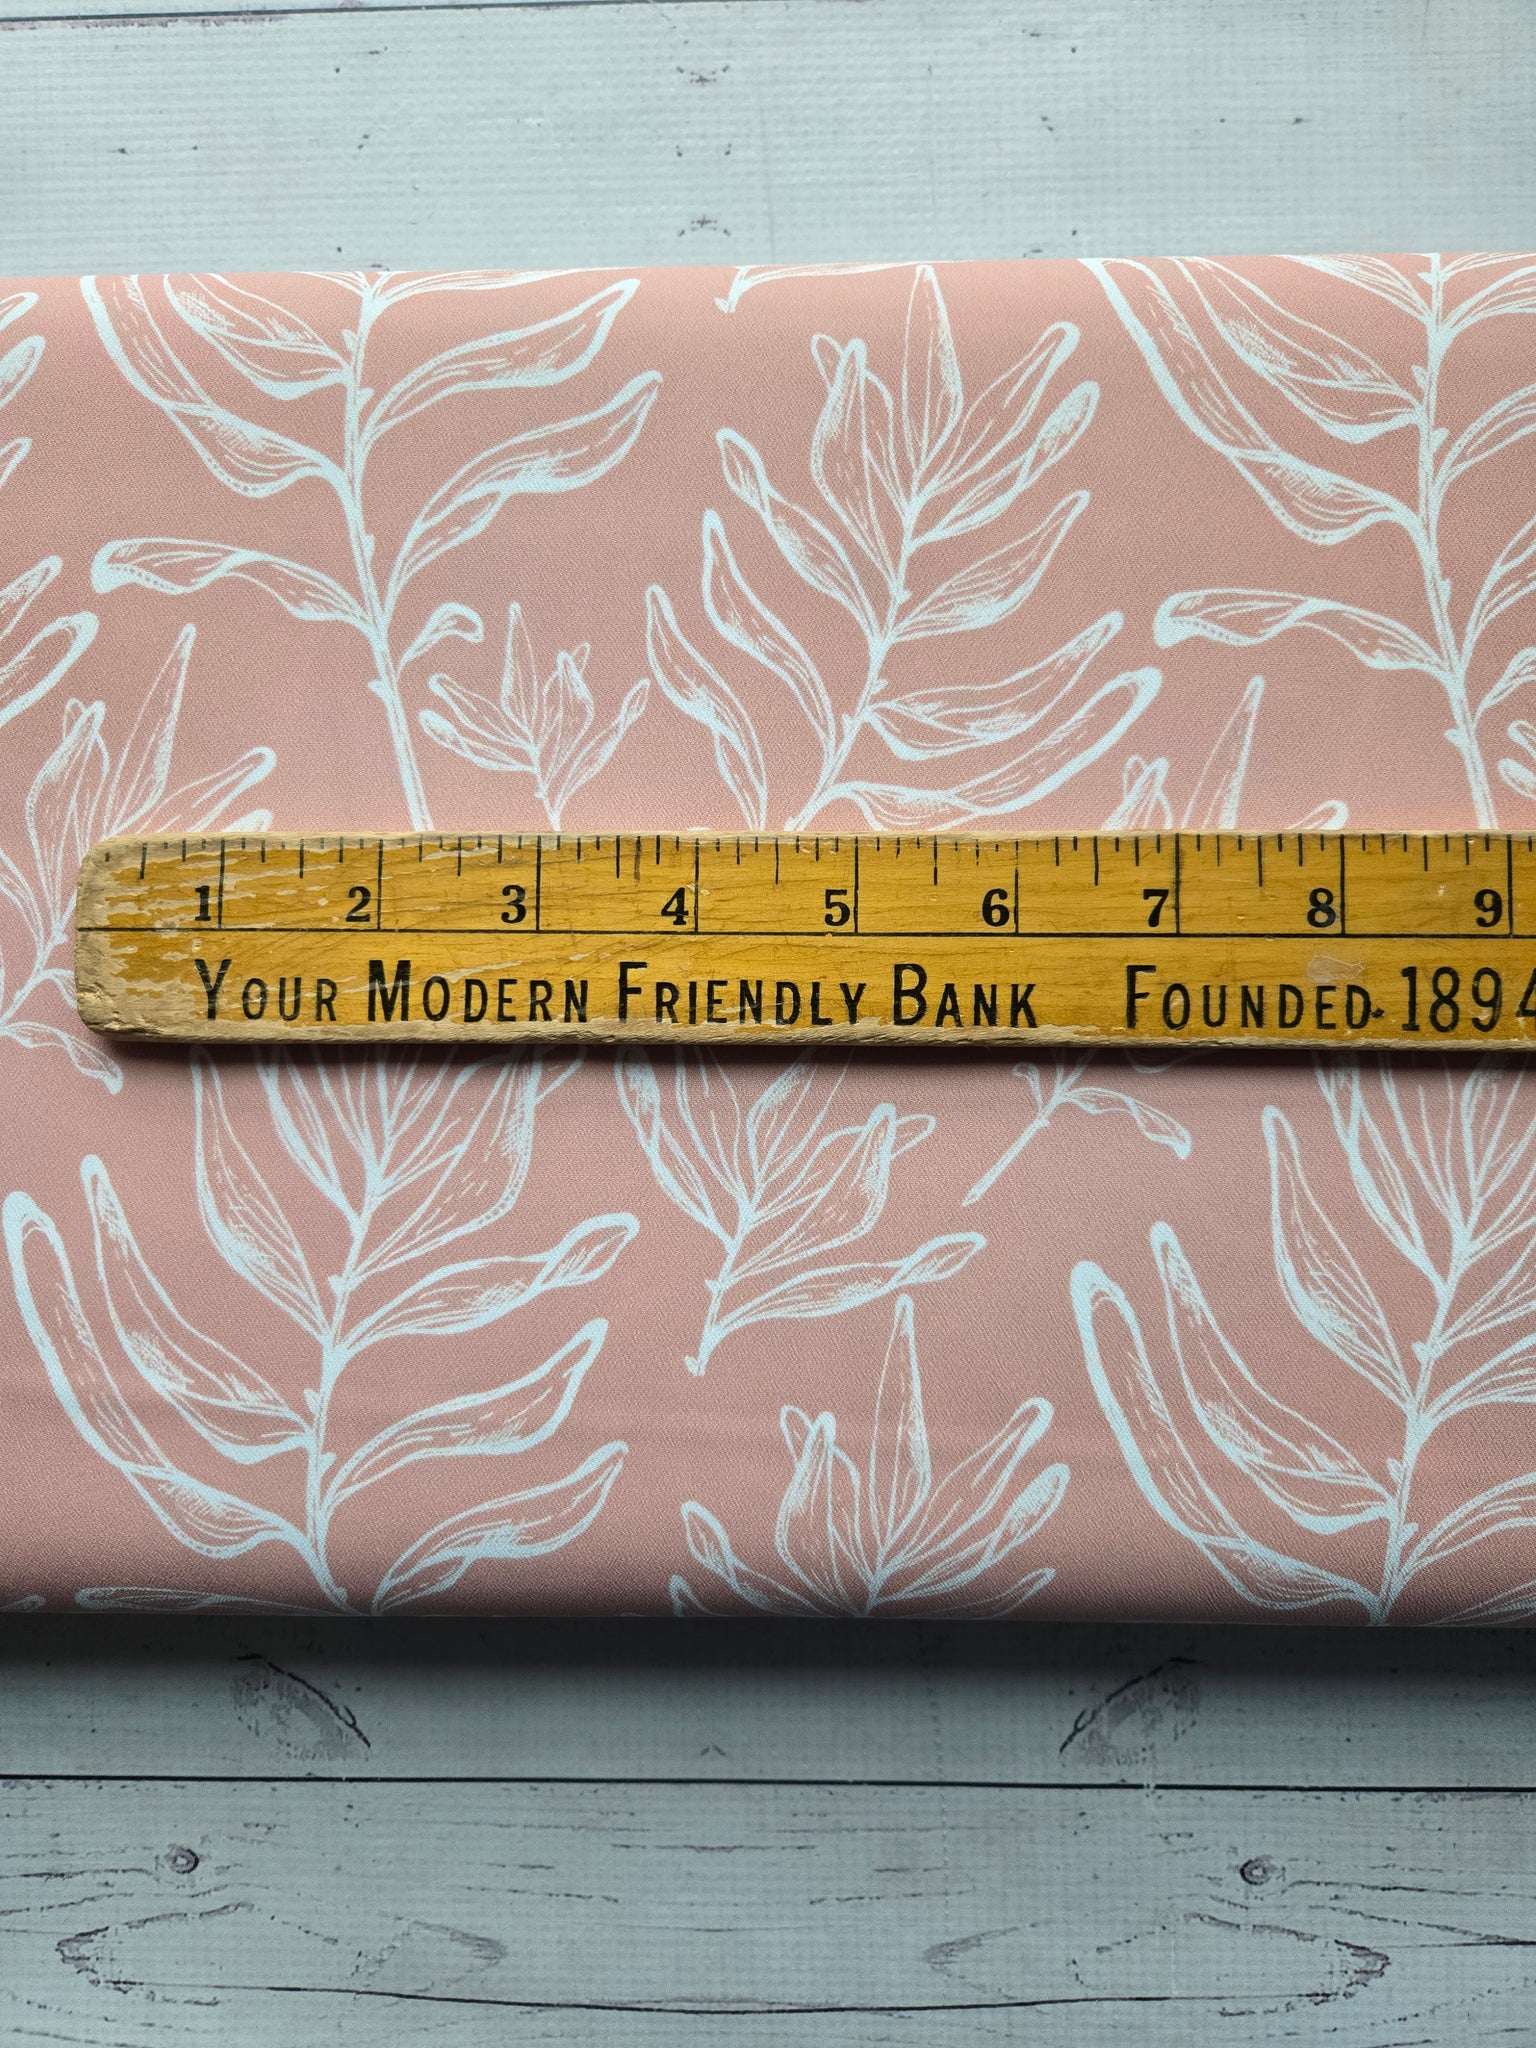 1 2 3 4 5 6 7 8 9
YOUR MODERN FRIENDLY BANK FOUNDED 1894